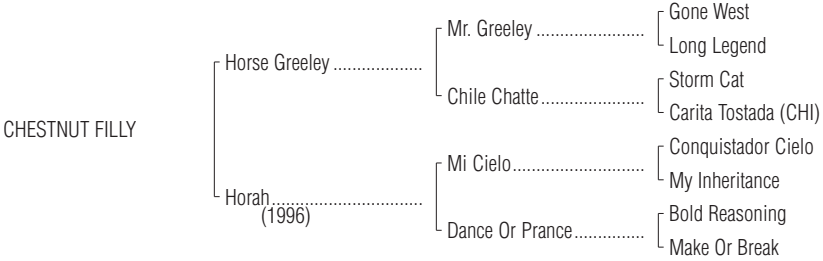 Gone West
Mr. Greeley ......................
Long Legend
Horse Greeley ..................
Storm Cat
Chile Chatte.....................
Carita Tostada (CHI)
CHESTNUT FILLY
Conquistador Cielo
Mi Cielo...........................
My Inheritance
Horah..............................
(1996)
Bold Reasoning
Dance Or Prance..............
Make Or Break